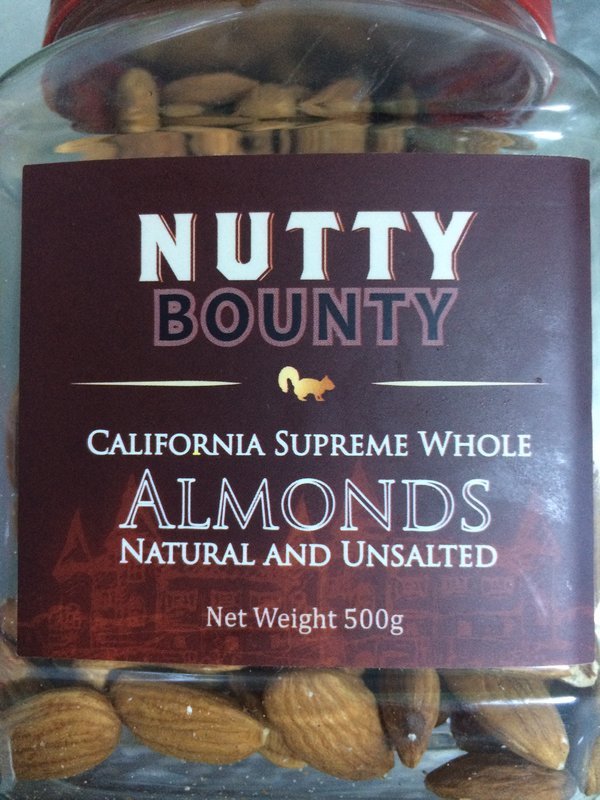 NUTTY
BOUNTY
CALIFORNIA SUPREME WHOLE
ALMONDS
NATURAL AND UNSALTED
Net Weight 500g